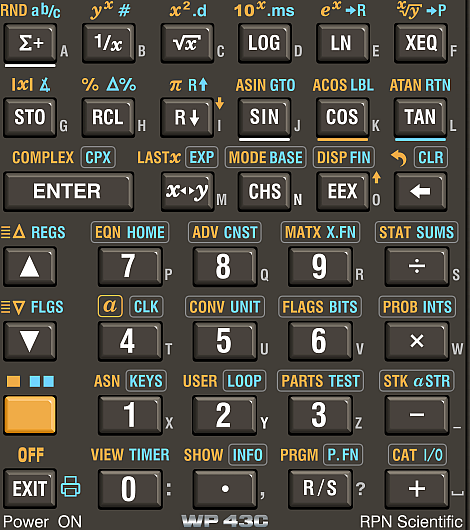 RND ab/c yˣ # x² .d 10ˣ .ms eˣ →R ˣ√y →P
Σ+ A 1/x B √x C LOG D LN E XEQ F
|x| ∡ % Δ% π R↑ ASIN GTO ACOS LBL ATAN RTN
STO G RCL H R↓ I SIN J COS K TAN L
COMPLEX CPX LASTx EXP MODE BASE DISP FIN CLR
ENTER x↔y M CHS N EEX O ←
≡△ REGS EQN HOME ADV CNST MATX X.FN STAT SUMS
▲ 7 P 8 Q 9 R ÷ S
≡▽ FLGS α CLK CONV UNIT FLAGS BITS PROB INTS
▼ 4 T 5 U 6 V × W
ASN KEYS USER LOOP PARTS TEST STK αSTR
1 X 2 Y 3 Z − _
OFF VIEW TIMER SHOW INFO PRGM P.FN CAT I/O
EXIT 0 : . , R/S ? + ⎵
Power ON WP 43C RPN Scientific